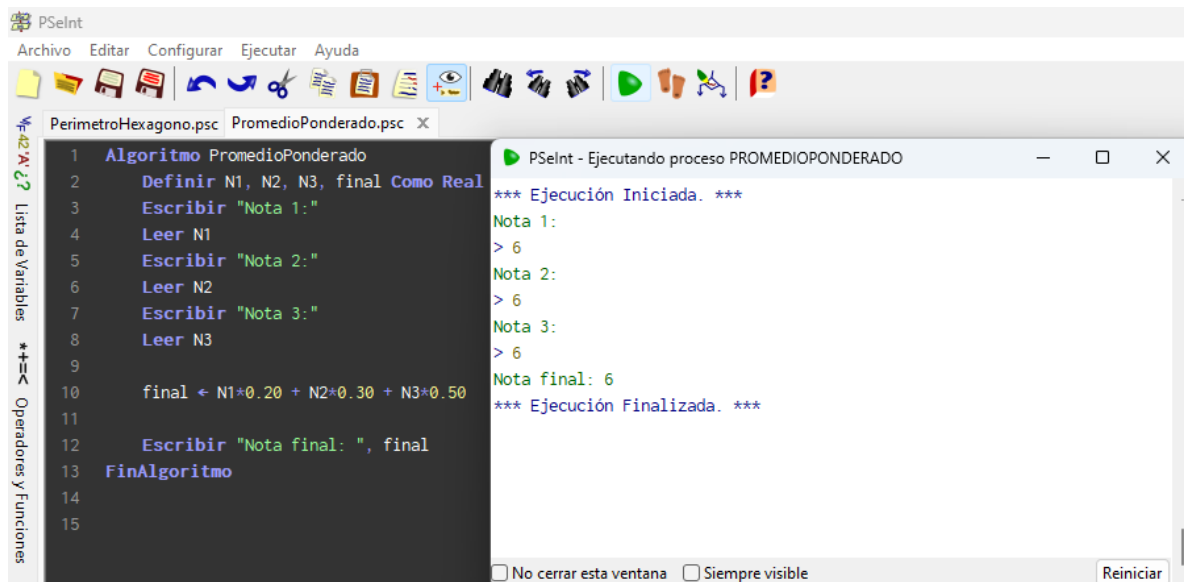 PSeInt
Archivo Editar Configurar Ejecutar Ayuda
PerimetroHexagono.psc PromedioPonderado.psc X
Lista de Variables
*+=< Operadores y Funciones
1 Algoritmo PromedioPonderado
2 Definir N1, N2, N3, final Como Real
3 Escribir "Nota 1:"
4 Leer N1
5 Escribir "Nota 2:"
6 Leer N2
7 Escribir "Nota 3:"
8 Leer N3
9
10 final ← N1*0.20 + N2*0.30 + N3*0.50
11
12 Escribir "Nota final: ", final
13 FinAlgoritmo
14
15
PSeInt - Ejecutando proceso PROMEDIOPONDERADO
*** Ejecución Iniciada. ***
Nota 1:
> 6
Nota 2:
> 6
Nota 3:
> 6
Nota final: 6
*** Ejecución Finalizada. ***
No cerrar esta ventana Siempre visible Reiniciar